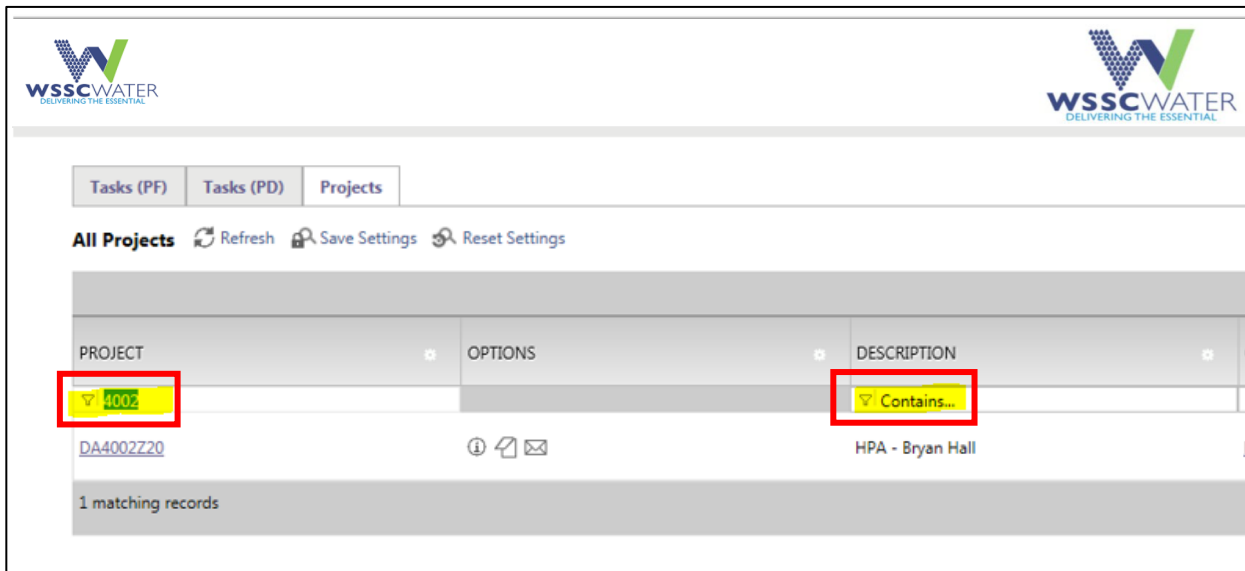 WSSCWATER
DELIVERING THE ESSENTIAL
WSSCWATER
DELIVERING THE ESSENTIAL
Tasks (PF) Tasks (PD) Projects
All Projects Refresh Save Settings Reset Settings
PROJECT OPTIONS DESCRIPTION
4002 Contains...
DA4002Z20 HPA - Bryan Hall
1 matching records